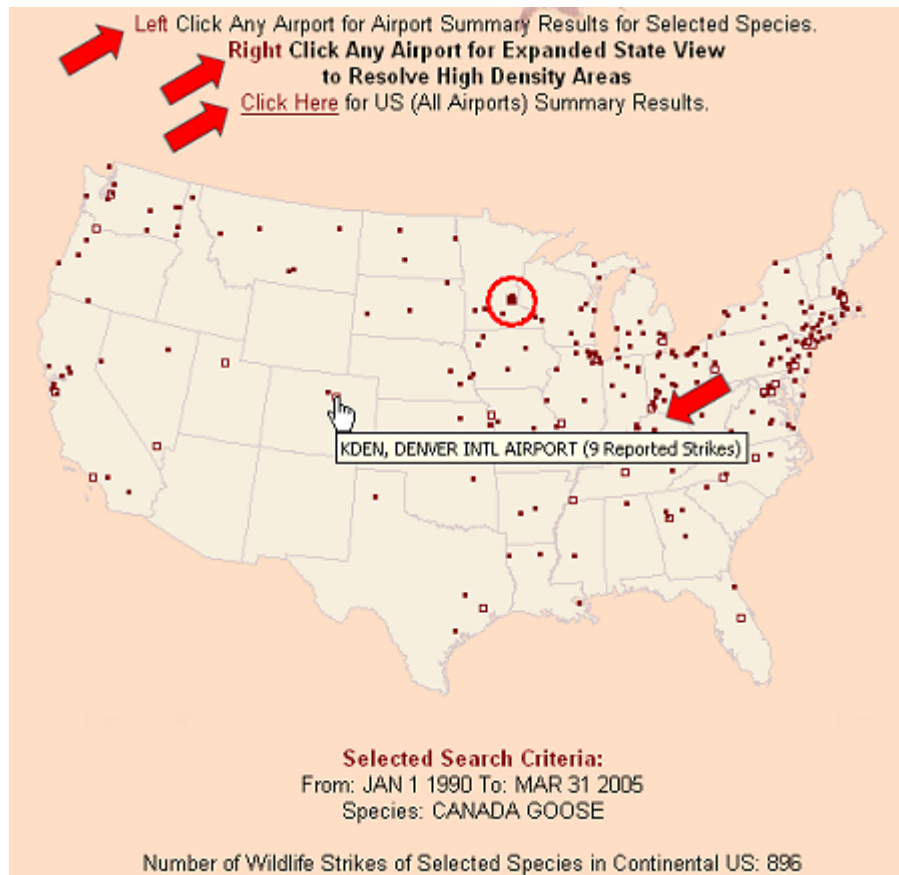 Left Click Any Airport for Airport Summary Results for Selected Species.
Right Click Any Airport for Expanded State View
to Resolve High Density Areas
Click Here for US (All Airports) Summary Results.
KDEN, DENVER INTL AIRPORT (9 Reported Strikes)
Selected Search Criteria:
From: JAN 1 1990 To: MAR 31 2005
Species: CANADA GOOSE
Number of Wildlife Strikes of Selected Species in Continental US: 896